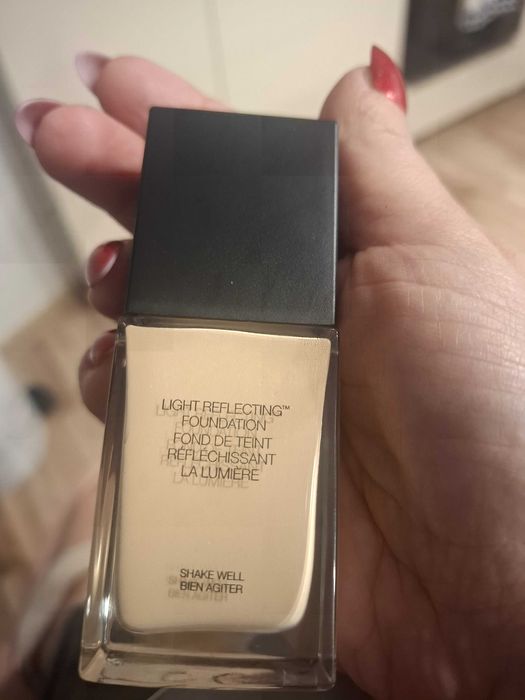 LIGHT REFLECTING™
FOUNDATION
FOND DE TEINT
RÉFLÉCHISSANT
LA LUMIÈRE
SHAKE WELL
BIEN AGITER